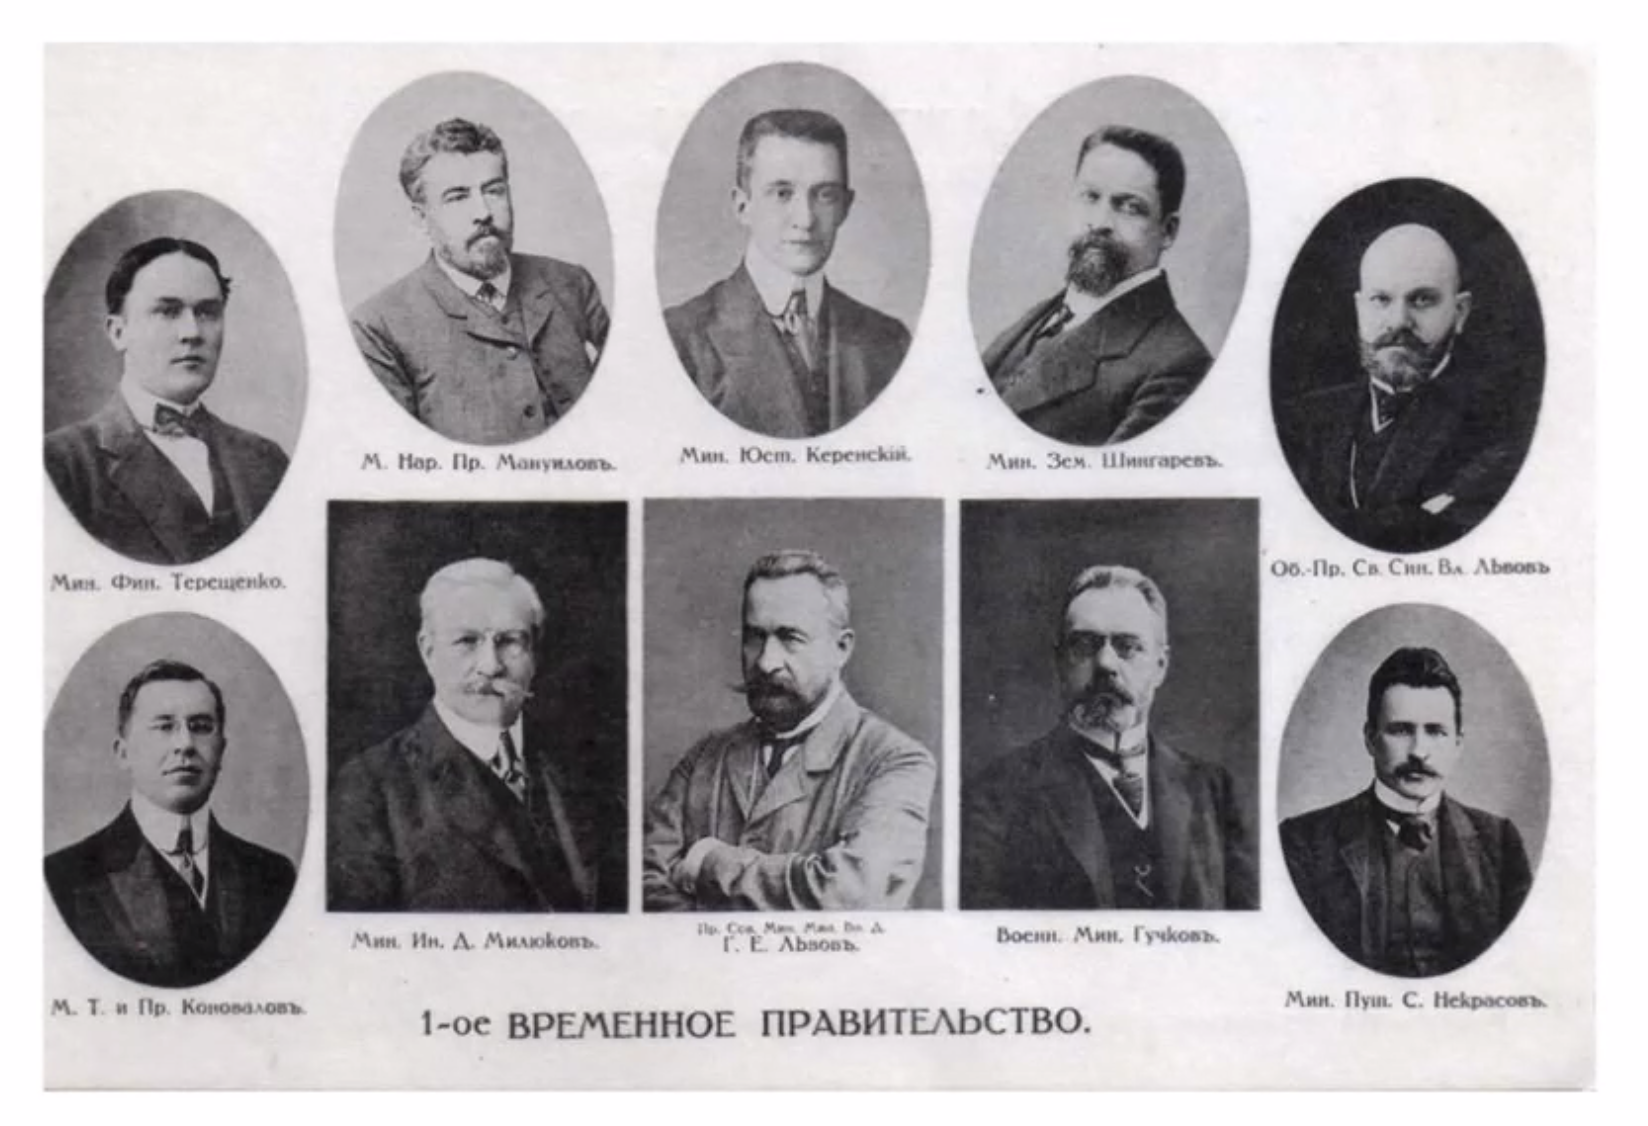 М. Нар. Пр. Мануиловъ.
Мин. Юст. Керенскій.
Мин. Зем. Шингаревъ.
Мин. Фин. Терещенко.
Об.-Пр. Св. Син. Вл. Львовъ
Мин. Ин. Д. Милюковъ.
Пр. Сов. Мин. Мин. Вн. Д.
Г. Е. Львовъ.
Военн. Мин. Гучковъ.
М. Т. и Пр. Коноваловъ.
Мин. Пут. С. Некрасовъ.
1-ое ВРЕМЕННОЕ ПРАВИТЕЛЬСТВО.